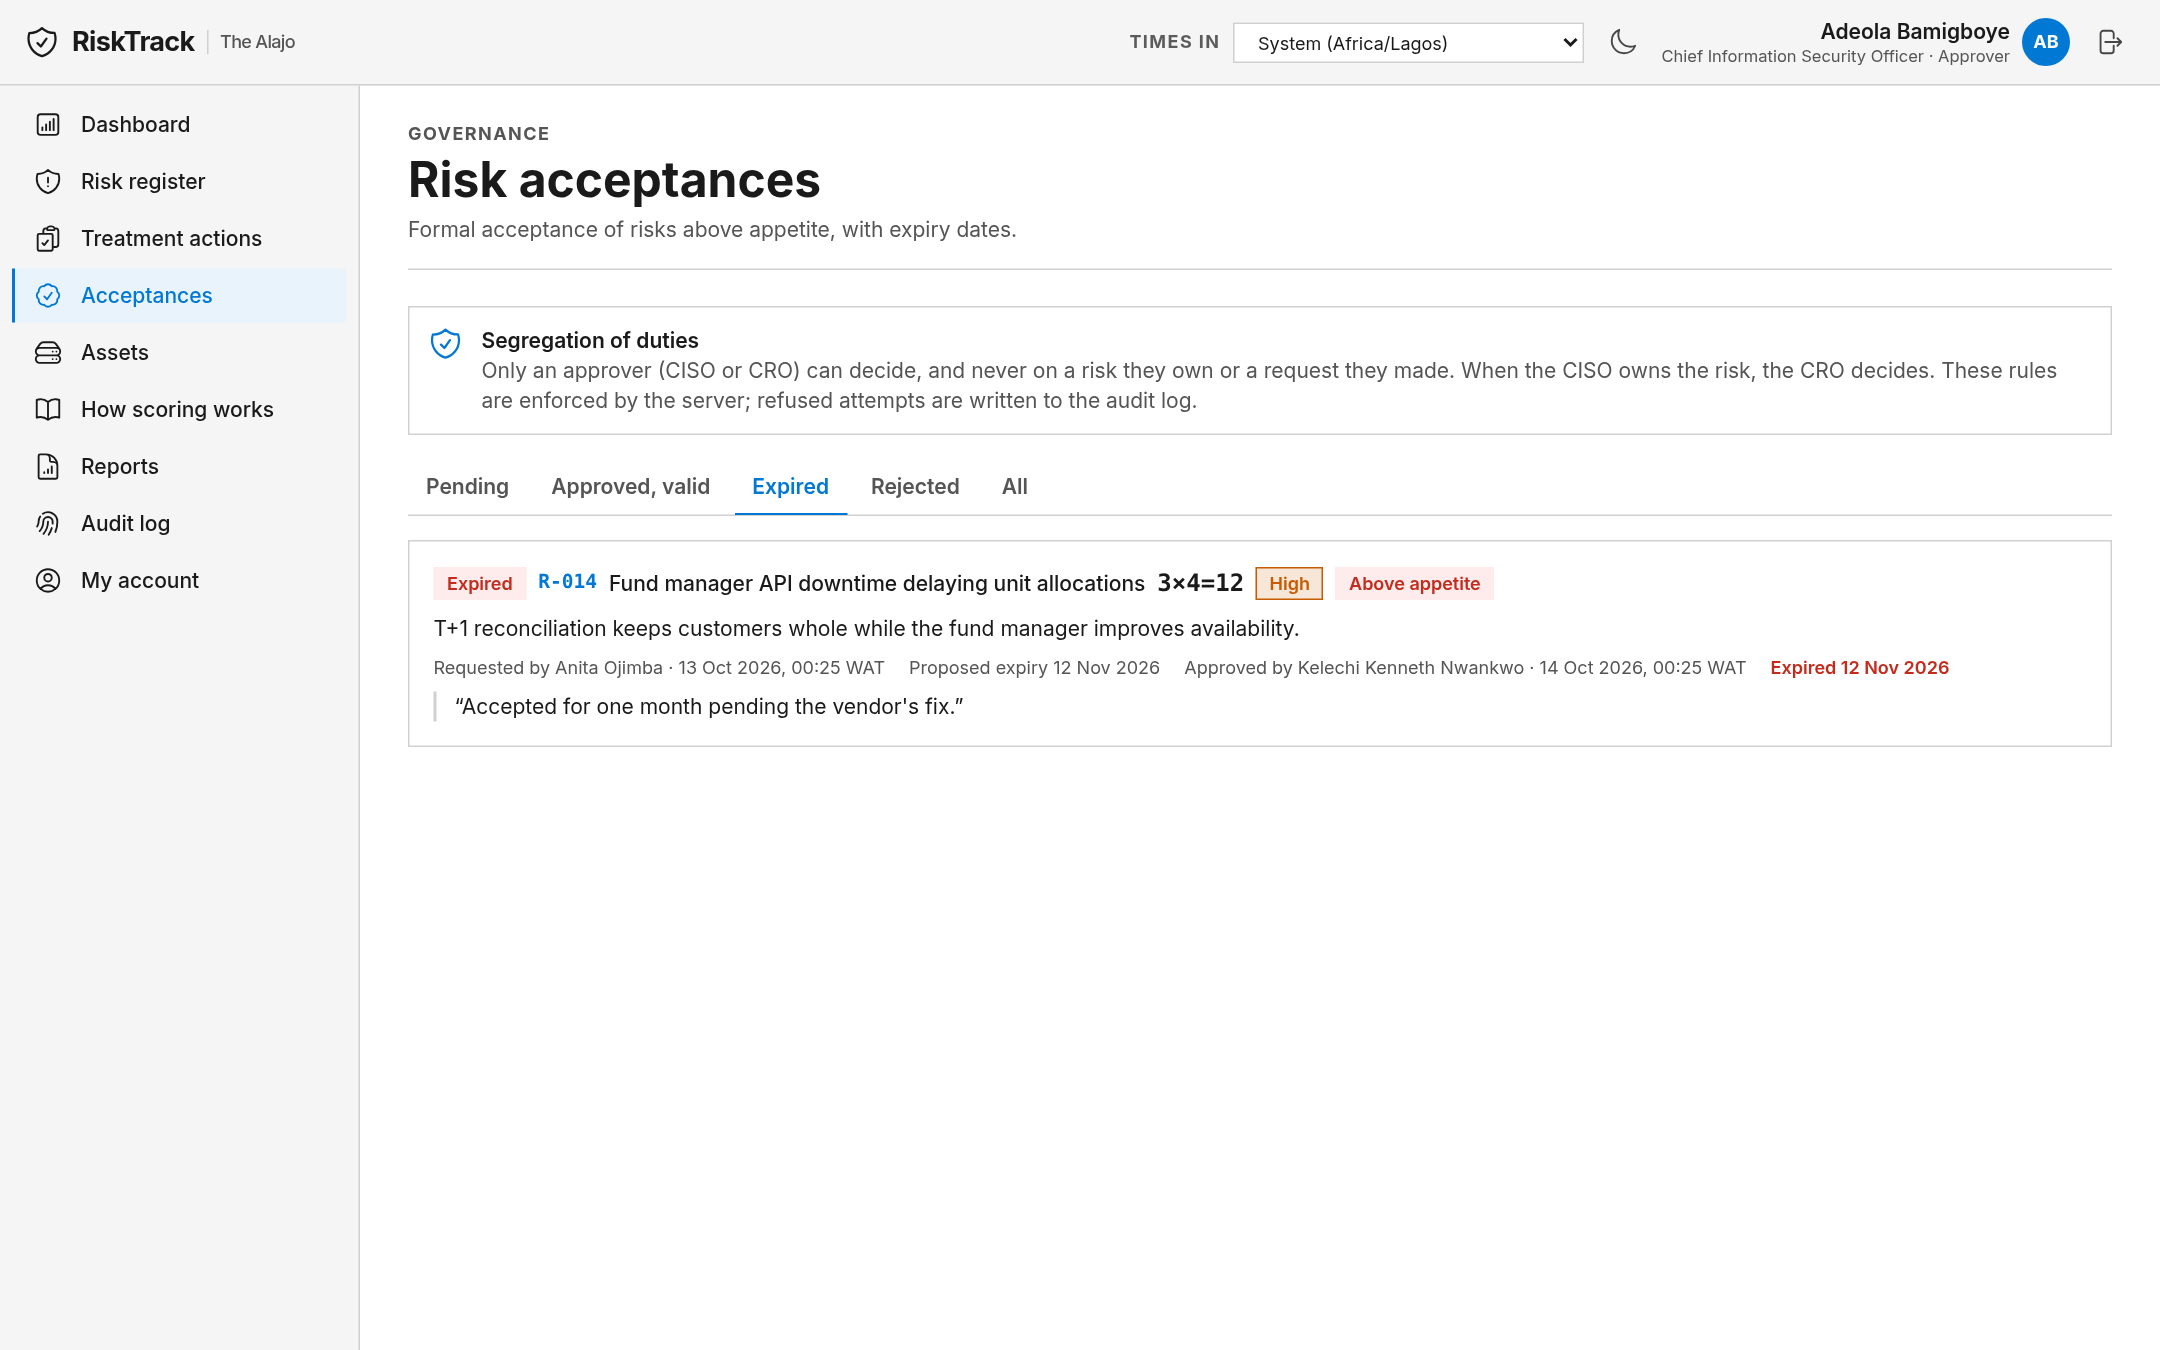 RiskTrack
The Alajo
TIMES IN
System (Africa/Lagos)
Adeola Bamigboye
Chief Information Security Officer · Approver
AB
Dashboard
Risk register
Treatment actions
Acceptances
Assets
How scoring works
Reports
Audit log
My account
GOVERNANCE
Risk acceptances
Formal acceptance of risks above appetite, with expiry dates.
Segregation of duties
Only an approver (CISO or CRO) can decide, and never on a risk they own or a request they made. When the CISO owns the risk, the CRO decides. These rules
are enforced by the server; refused attempts are written to the audit log.
Pending Approved, valid Expired Rejected All
Expired R-014 Fund manager API downtime delaying unit allocations 3×4=12 High Above appetite
T+1 reconciliation keeps customers whole while the fund manager improves availability.
Requested by Anita Ojimba · 13 Oct 2026, 00:25 WAT Proposed expiry 12 Nov 2026 Approved by Kelechi Kenneth Nwankwo · 14 Oct 2026, 00:25 WAT Expired 12 Nov 2026
“Accepted for one month pending the vendor's fix.”